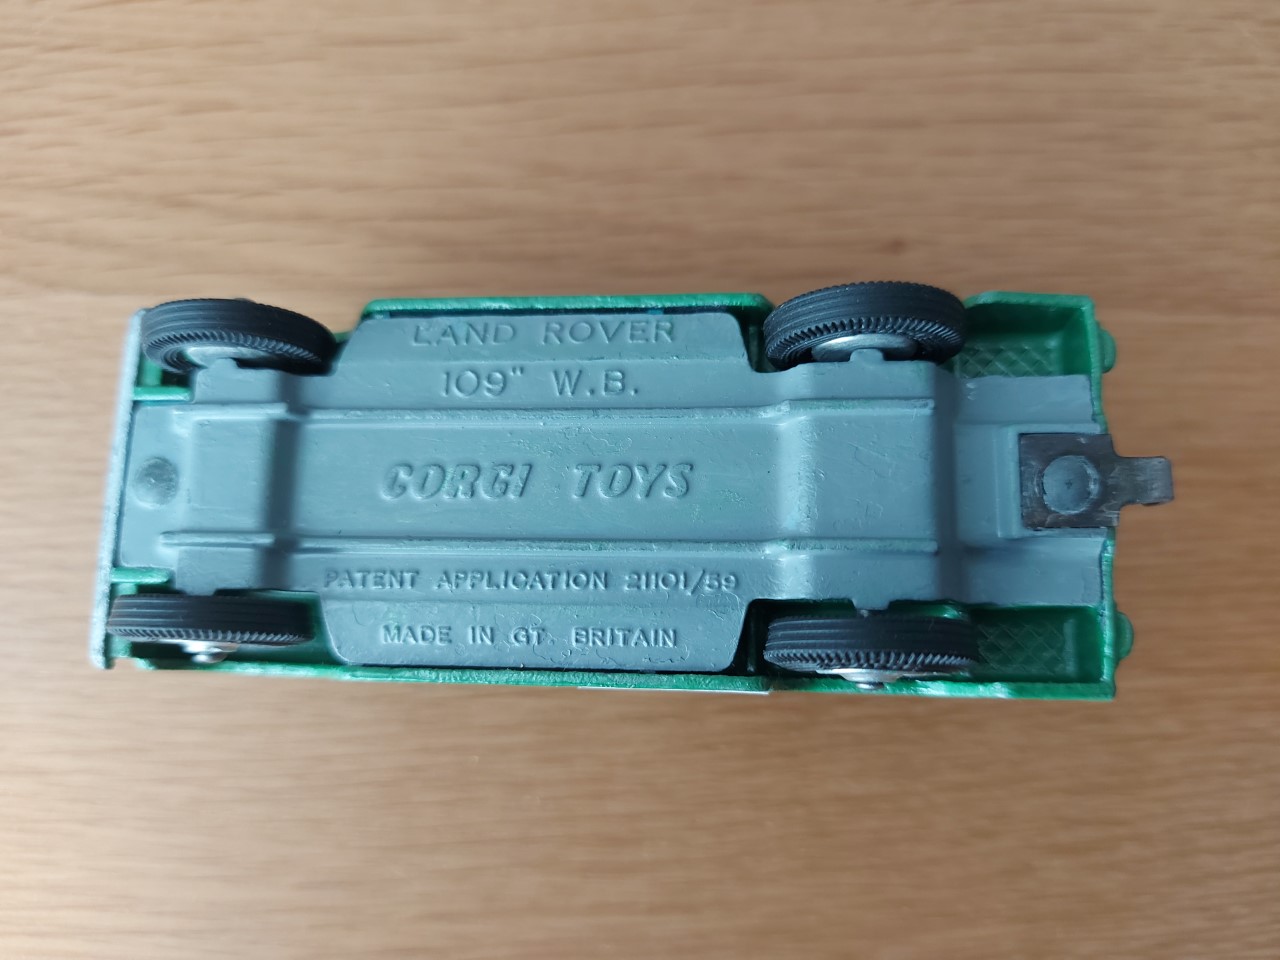 LAND ROVER
109" W.B.
CORGI TOYS
PATENT APPLICATION 21101/59
MADE IN GT. BRITAIN